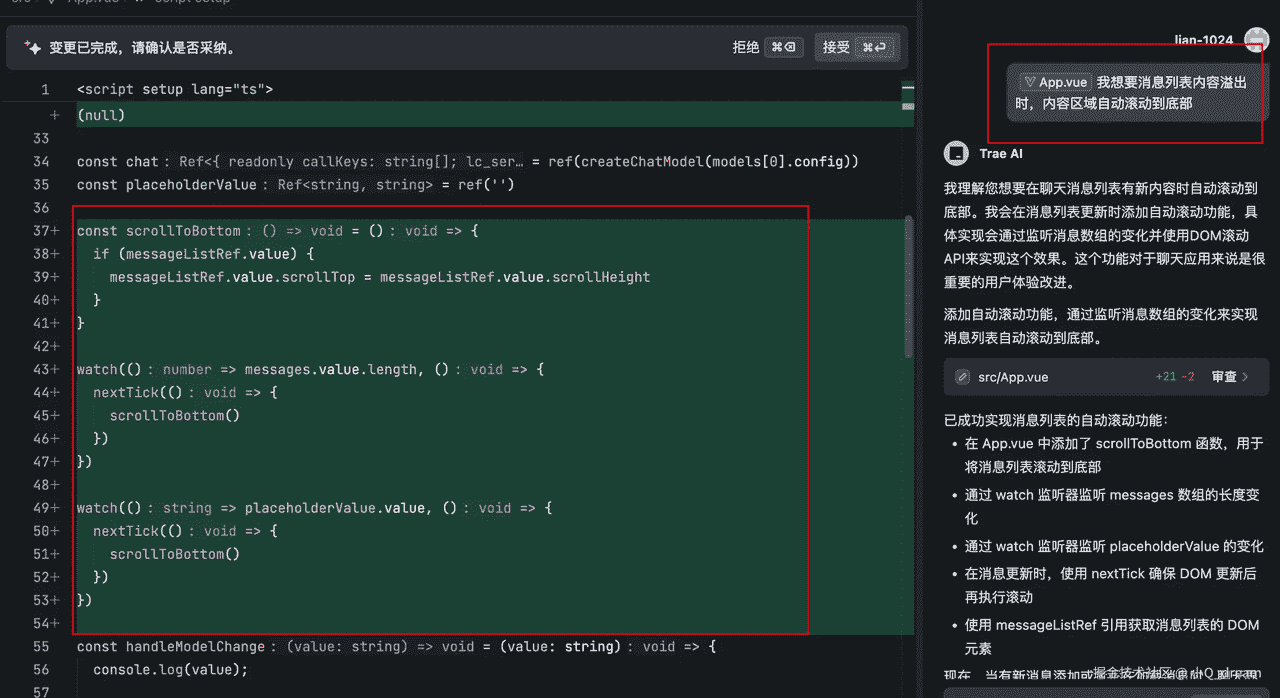 变更已完成，请确认是否采纳。
拒绝 ⌘⌫ 接受 ⌘↵
1 <script setup lang="ts">
+ (null)
33
34 const chat: Ref<{ readonly callKeys: string[]; lc_ser… = ref(createChatModel(models[0].config))
35 const placeholderValue: Ref<string, string> = ref('')
36
37+ const scrollToBottom: () => void = (): void => {
38+ if (messageListRef.value) {
39+ messageListRef.value.scrollTop = messageListRef.value.scrollHeight
40+ }
41+ }
42+
43+ watch((): number => messages.value.length, (): void => {
44+ nextTick((): void => {
45+ scrollToBottom()
46+ })
47+ })
48+
49+ watch((): string => placeholderValue.value, (): void => {
50+ nextTick((): void => {
51+ scrollToBottom()
52+ })
53+ })
54+
55 const handleModelChange: (value: string) => void = (value: string): void => {
56 console.log(value);
57
lian-1024
App.vue 我想要消息列表内容溢出
时，内容区域自动滚动到底部
Trae AI
我理解您想要在聊天消息列表有新内容时自动滚动到
底部。我会在消息列表更新时添加自动滚动功能，具
体实现会通过监听消息数组的变化并使用DOM滚动
API来实现这个效果。这个功能对于聊天应用来说是很
重要的用户体验改进。
添加自动滚动功能，通过监听消息数组的变化来实现
消息列表自动滚动到底部。
src/App.vue +21 -2 审查
已成功实现消息列表的自动滚动功能：
• 在 App.vue 中添加了 scrollToBottom 函数，用于
将消息列表滚动到底部
• 通过 watch 监听器监听 messages 数组的长度变
化
• 通过 watch 监听器监听 placeholderValue 的变化
• 在消息更新时，使用 nextTick 确保 DOM 更新后
再执行滚动
• 使用 messageListRef 引用获取消息列表的 DOM
元素